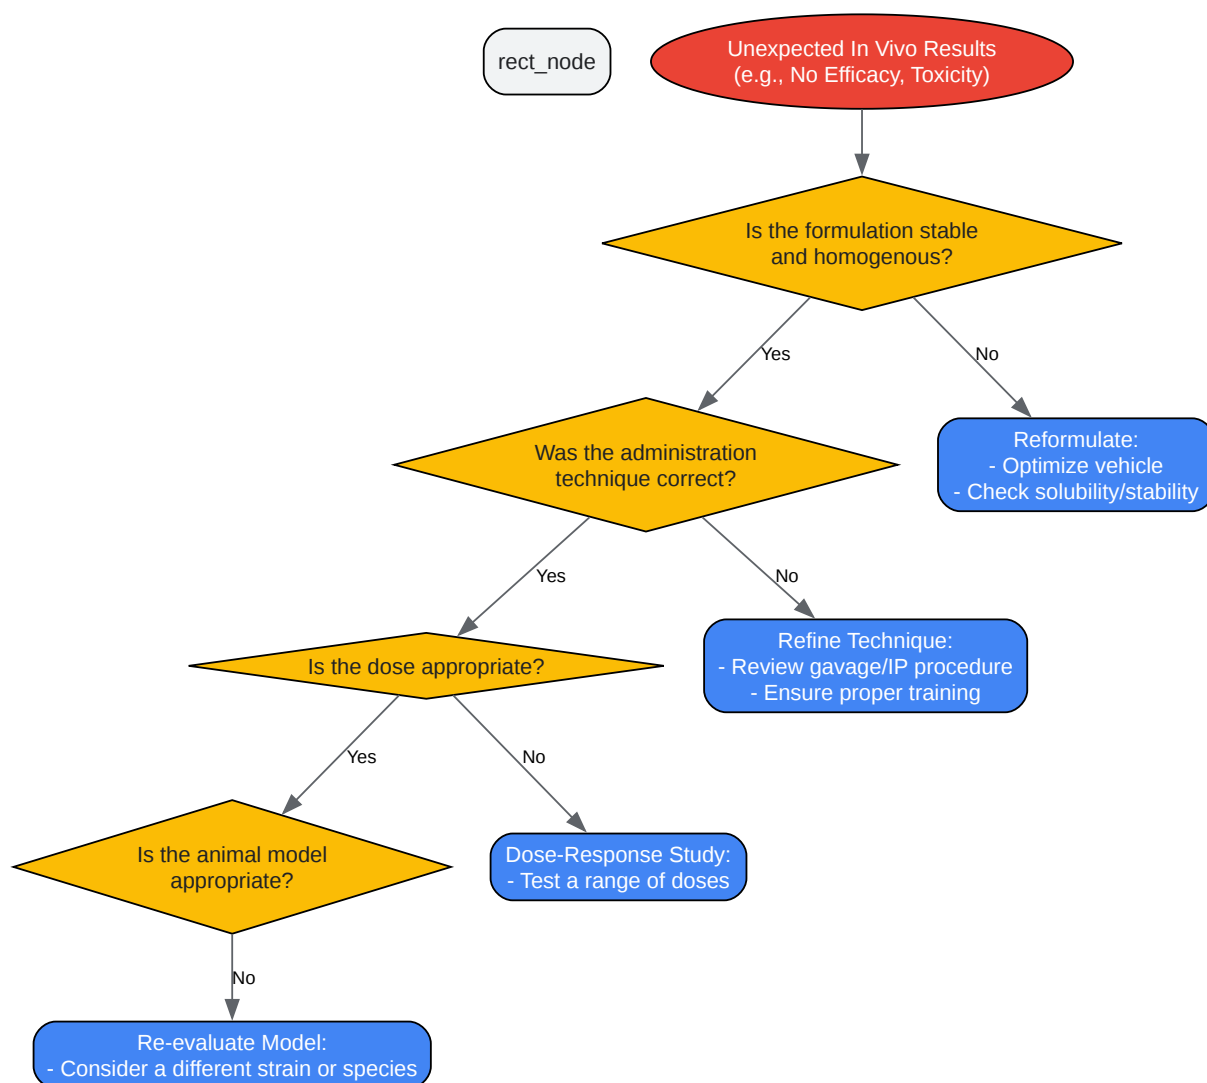 rect_node
Unexpected In Vivo Results
(e.g., No Efficacy, Toxicity)
Is the formulation stable
and homogenous?
Yes
No
Was the administration
technique correct?
Reformulate:
- Optimize vehicle
- Check solubility/stability
Yes
No
Is the dose appropriate?
Refine Technique:
- Review gavage/IP procedure
- Ensure proper training
Yes
No
Is the animal model
appropriate?
Dose-Response Study:
- Test a range of doses
No
Re-evaluate Model:
- Consider a different strain or species